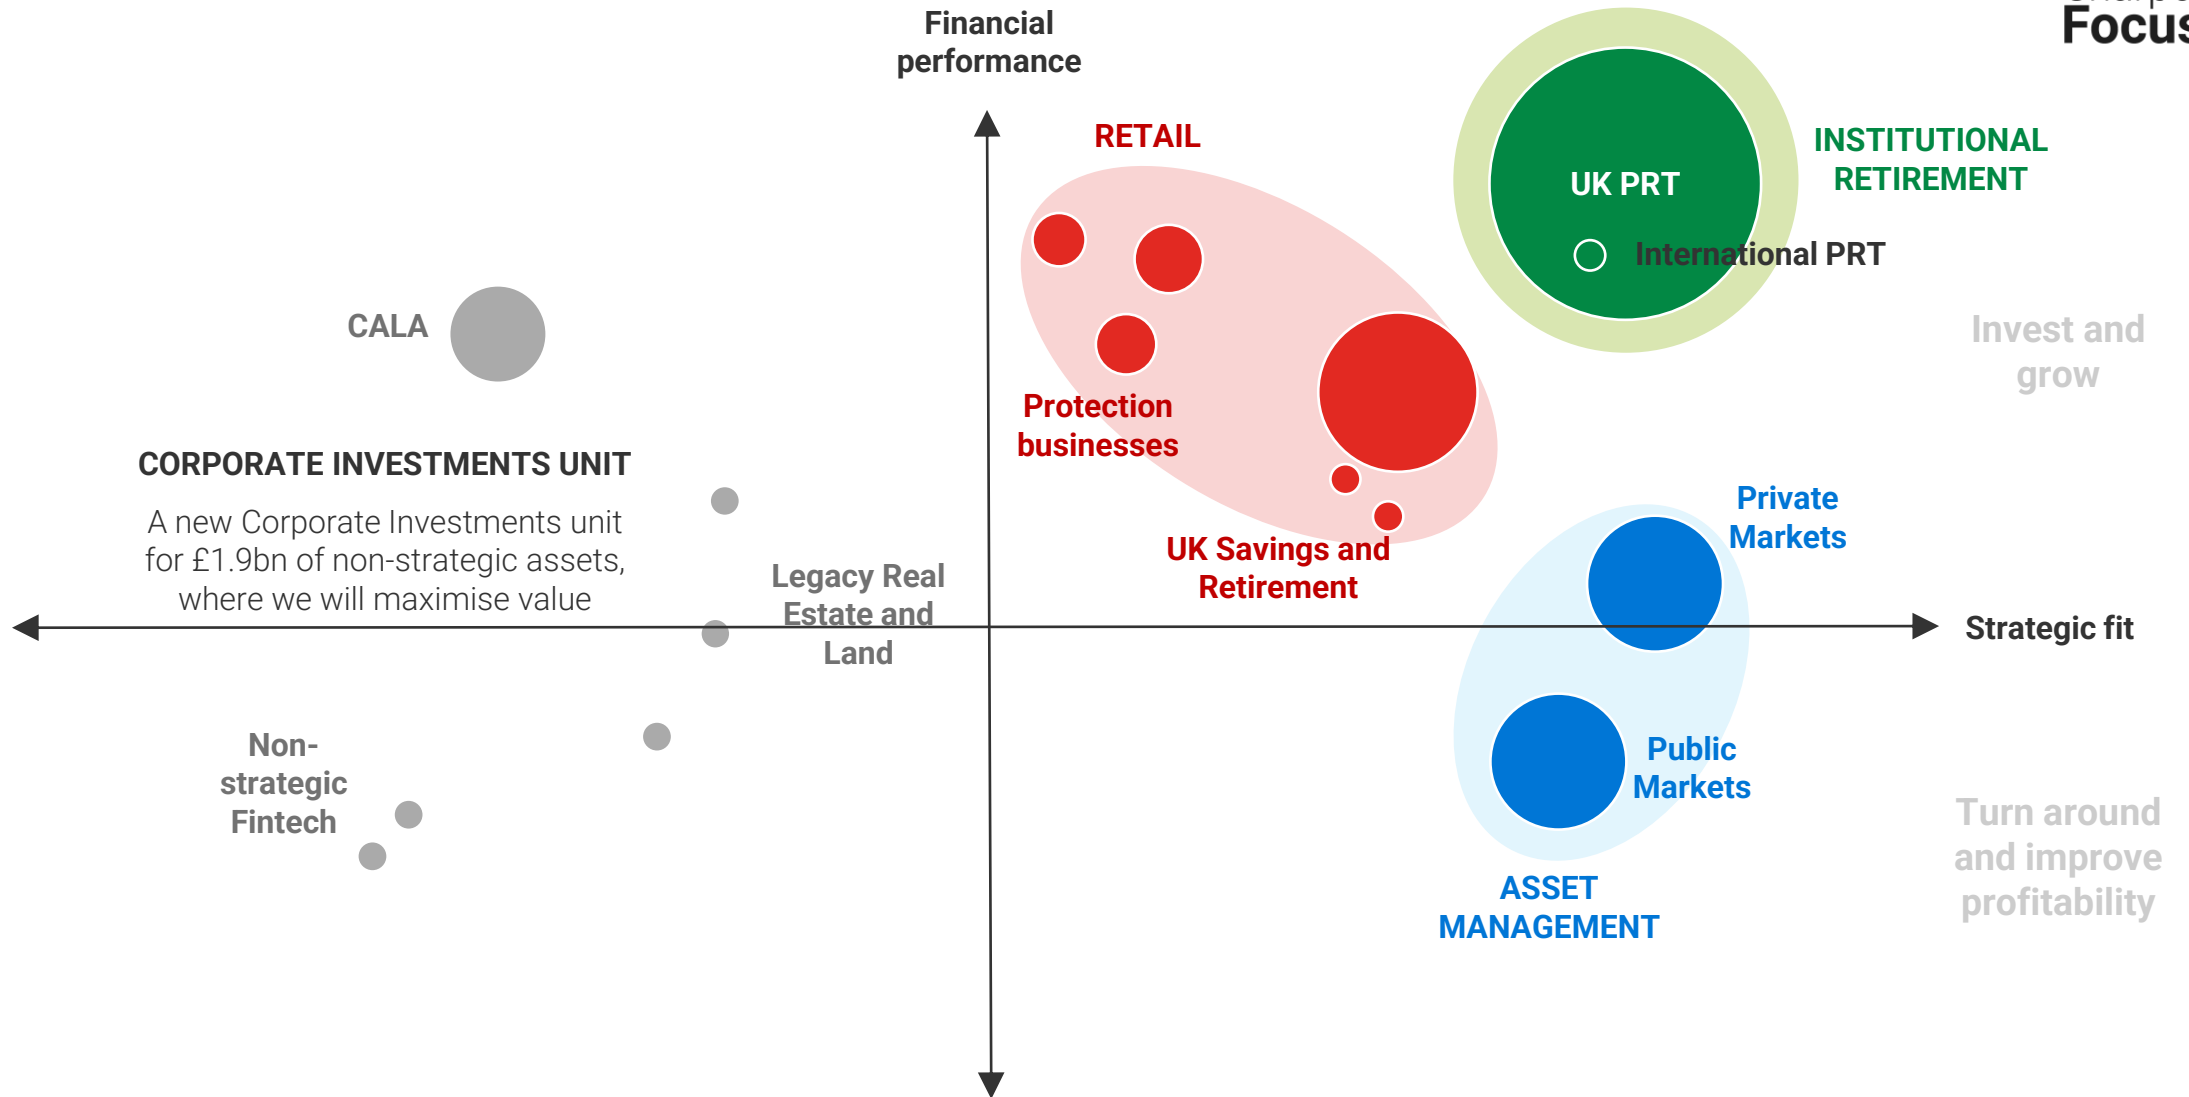 Focus
Financial
performance
RETAIL
INSTITUTIONAL
RETIREMENT
UK PRT
International PRT
CALA
Invest and
grow
Protection
businesses
CORPORATE INVESTMENTS UNIT
A new Corporate Investments unit
for £1.9bn of non-strategic assets,
where we will maximise value
Private
Markets
UK Savings and
Retirement
Legacy Real
Estate and
Land
Strategic fit
Non-
strategic
Fintech
Public
Markets
Turn around
and improve
profitability
ASSET
MANAGEMENT